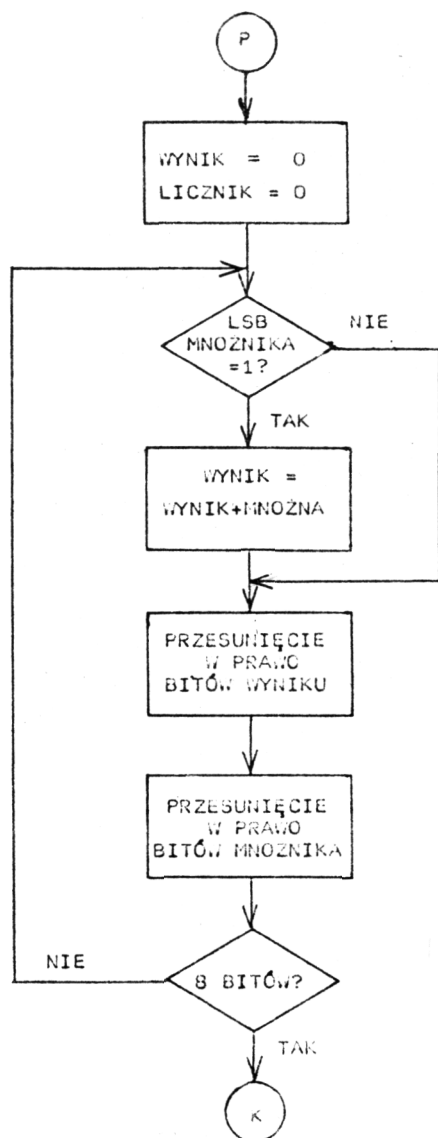 P
WYNIK = 0
LICZNIK = 0
LSB
MNOŻNIKA
=1?
NIE
TAK
WYNIK =
WYNIK+MNOŻNA
PRZESUNIĘCIE
W PRAWO
BITÓW WYNIKU
PRZESUNIĘCIE
W PRAWO
BITÓW MNOŻNIKA
NIE
8 BITÓW?
TAK
K